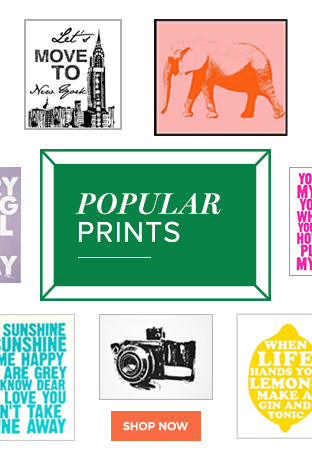 Let's
MOVE
TO
New York
POPULAR
PRINTS
SUNSHINE
SUNSHINE
ME HAPPY
ARE GREY
KNOW DEAR
LOVE YOU
TAKE
AWAY
WHEN
LIFE
HANDS YOU
LEMONS
MAKE A
GIN AND
TONIC
SHOP NOW